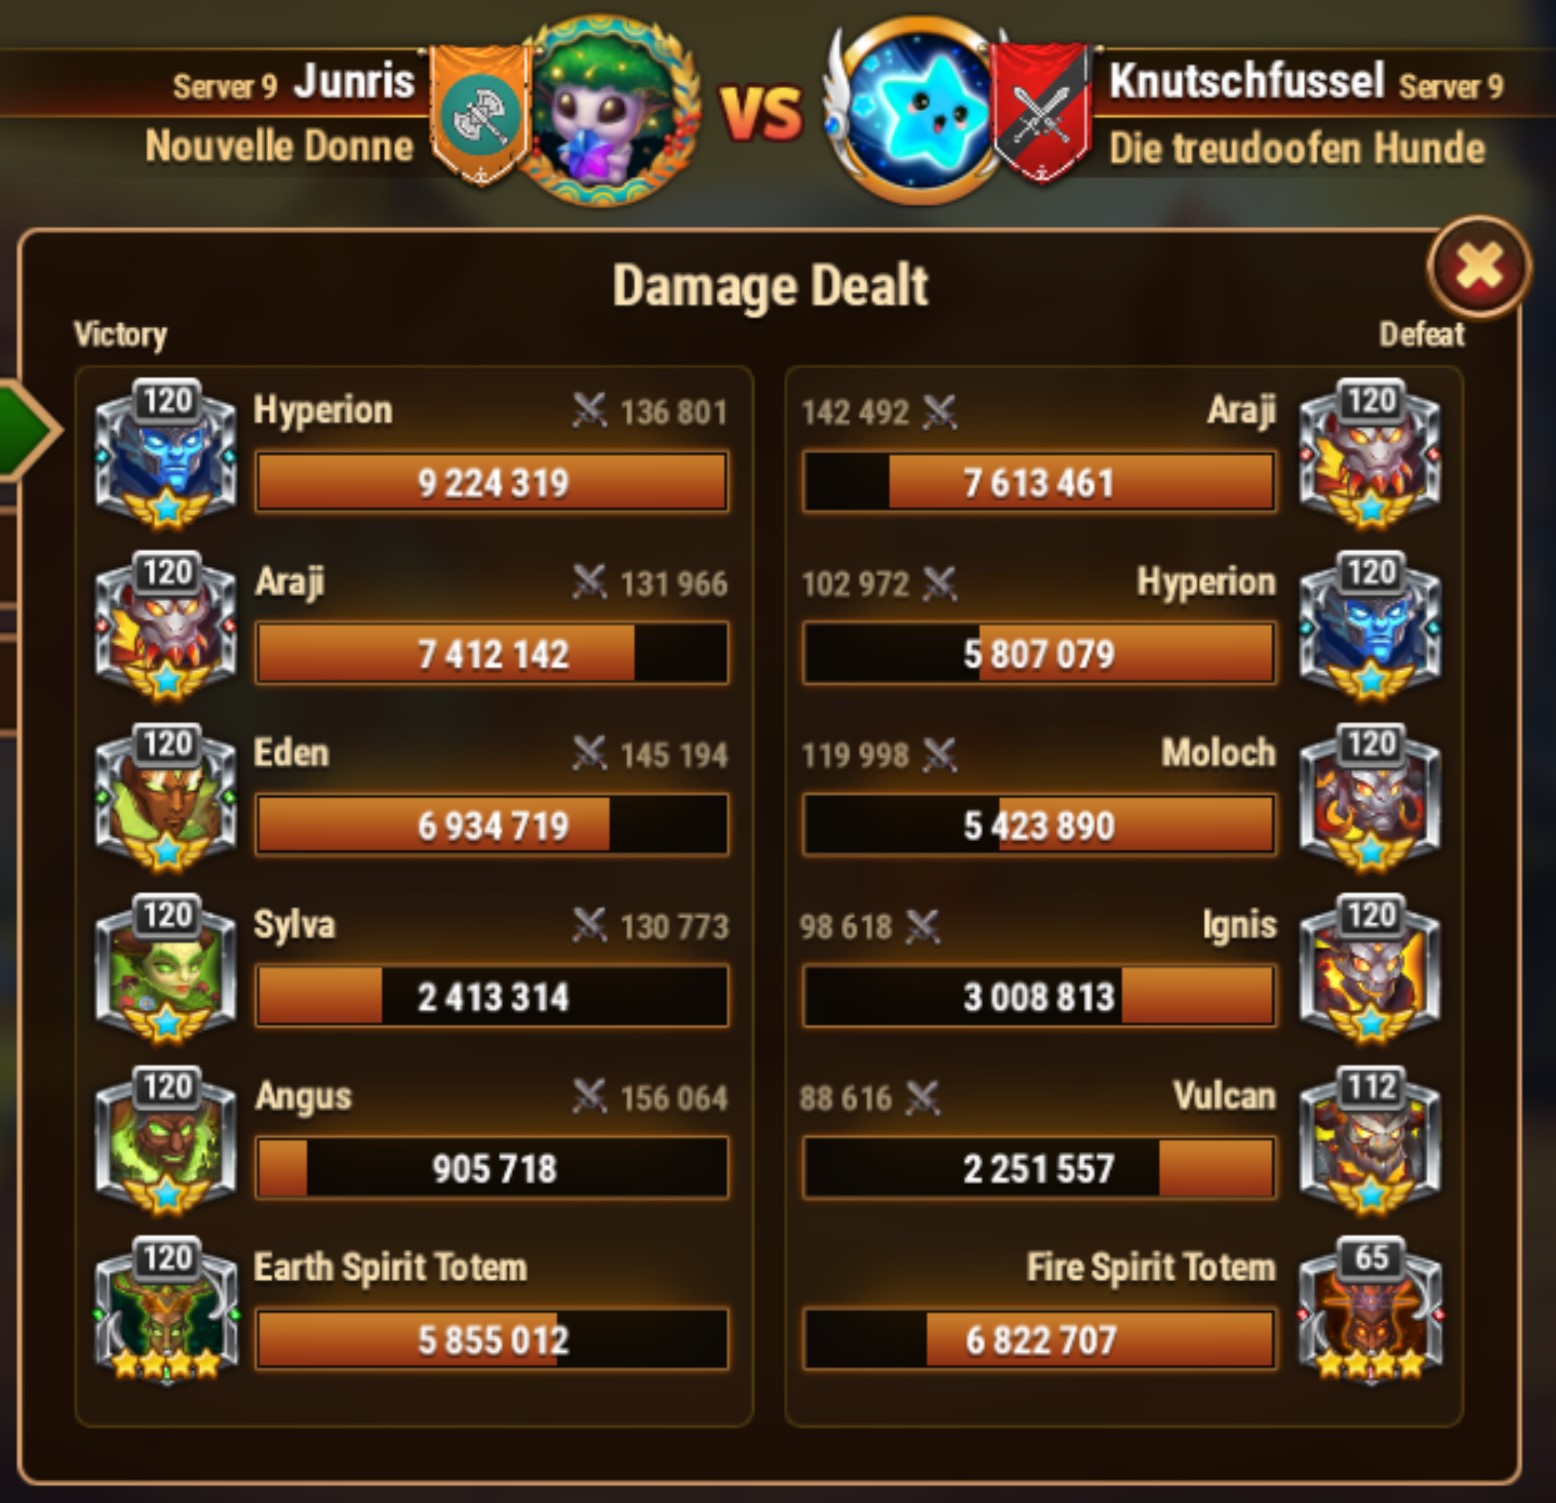 Server 9 Junris
Nouvelle Donne
VS
Knutschfussel Server 9
Die treudoofen Hunde
Damage Dealt
Victory
Defeat
120
Hyperion
136 801
9 224 319
120
Araji
131 966
7 412 142
120
Eden
145 194
6 934 719
120
Sylva
130 773
2 413 314
120
Angus
156 064
905 718
120
Earth Spirit Totem
5 855 012
142 492
Araji
120
7 613 461
102 972
Hyperion
120
5 807 079
119 998
Moloch
120
5 423 890
98 618
Ignis
120
3 008 813
88 616
Vulcan
112
2 251 557
Fire Spirit Totem
65
6 822 707